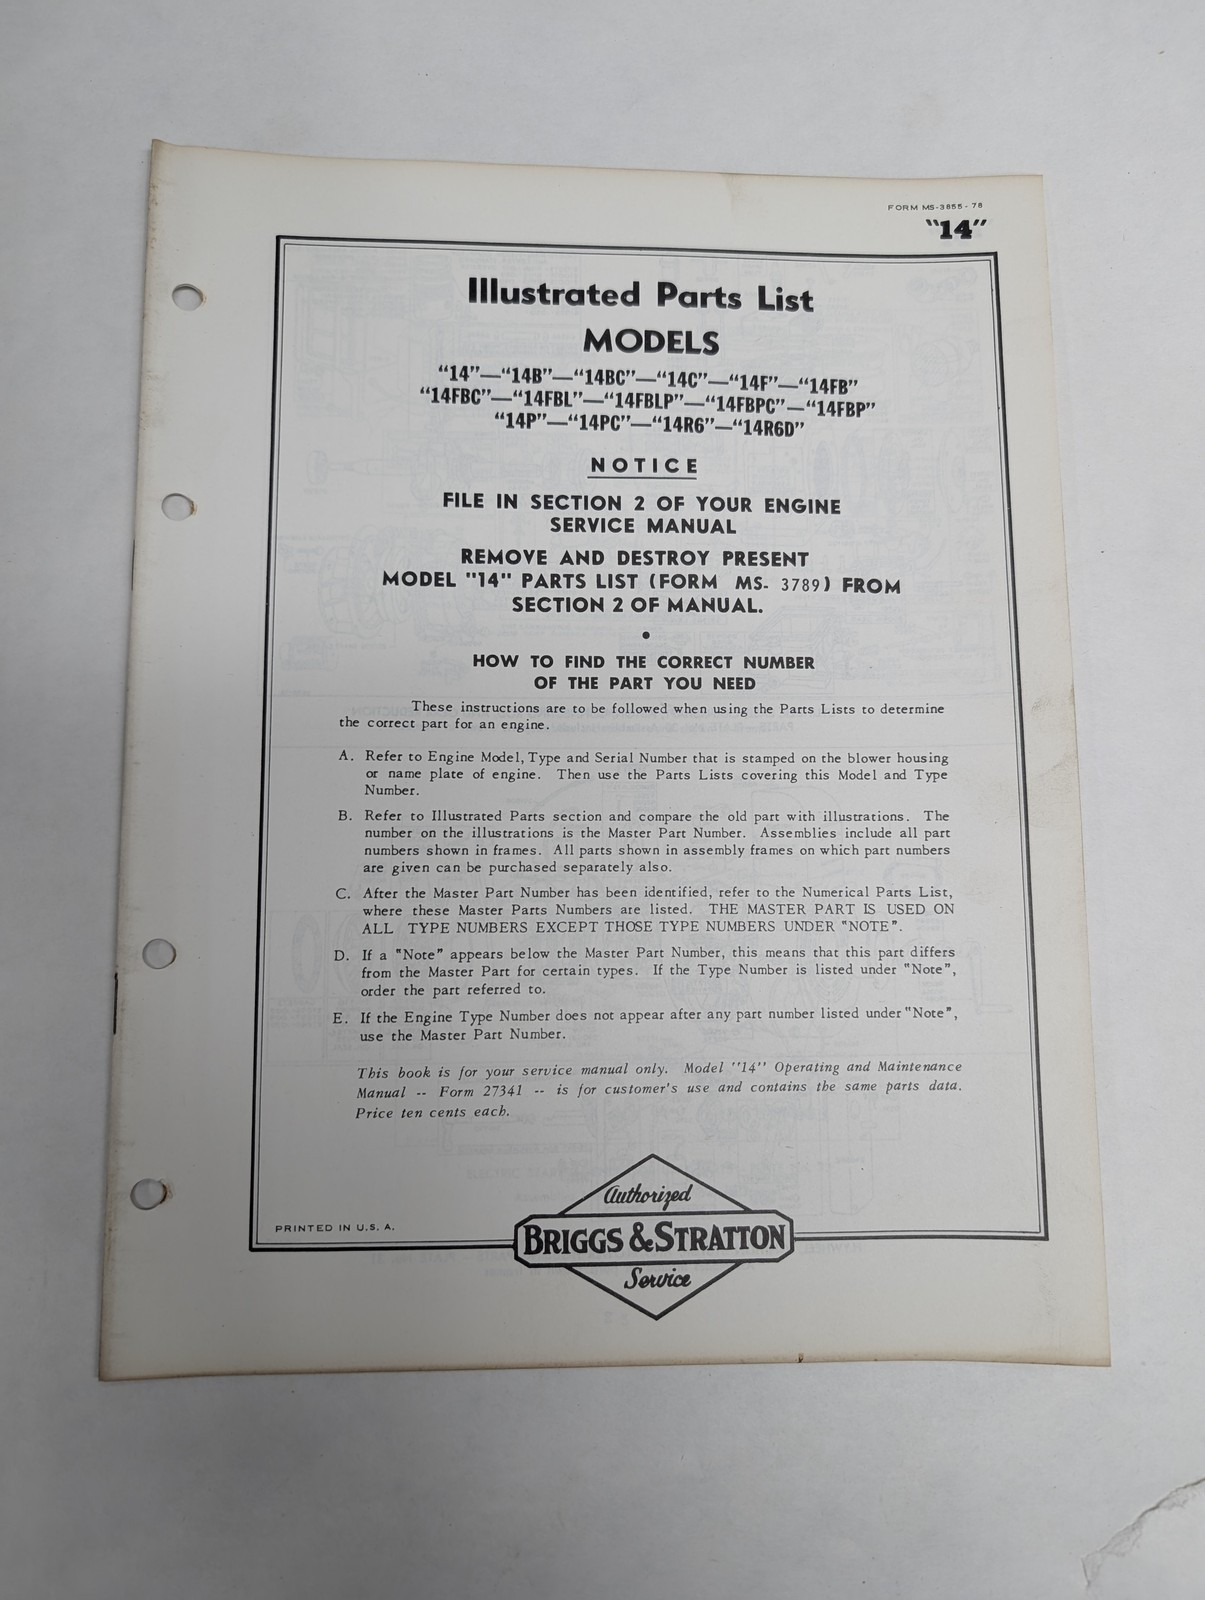 FORM MS-3855-78
"14"
Illustrated Parts List
MODELS
"14"—"14B"—"14BC"—"14C"—"14F"—"14FB"
"14FBC"—"14FBL"—"14FBLP"—"14FBPC"—"14FBP"
"14P"—"14PC"—"14R6"—"14R6D"
NOTICE
FILE IN SECTION 2 OF YOUR ENGINE
SERVICE MANUAL
REMOVE AND DESTROY PRESENT
MODEL "14" PARTS LIST (FORM MS- 3789) FROM
SECTION 2 OF MANUAL.
•
HOW TO FIND THE CORRECT NUMBER
OF THE PART YOU NEED
These instructions are to be followed when using the Parts Lists to determine
the correct part for an engine.
A. Refer to Engine Model, Type and Serial Number that is stamped on the blower housing
or name plate of engine. Then use the Parts Lists covering this Model and Type
Number.
B. Refer to Illustrated Parts section and compare the old part with illustrations. The
number on the illustrations is the Master Part Number. Assemblies include all part
numbers shown in frames. All parts shown in assembly frames on which part numbers
are given can be purchased separately also.
C. After the Master Part Number has been identified, refer to the Numerical Parts List,
where these Master Parts Numbers are listed. THE MASTER PART IS USED ON
ALL TYPE NUMBERS EXCEPT THOSE TYPE NUMBERS UNDER "NOTE".
D. If a "Note" appears below the Master Part Number, this means that this part differs
from the Master Part for certain types. If the Type Number is listed under "Note",
order the part referred to.
E. If the Engine Type Number does not appear after any part number listed under "Note",
use the Master Part Number.
This book is for your service manual only. Model "14" Operating and Maintenance
Manual -- Form 27341 -- is for customer's use and contains the same parts data.
Price ten cents each.
Authorized
PRINTED IN U.S.A.
BRIGGS & STRATTON
Service